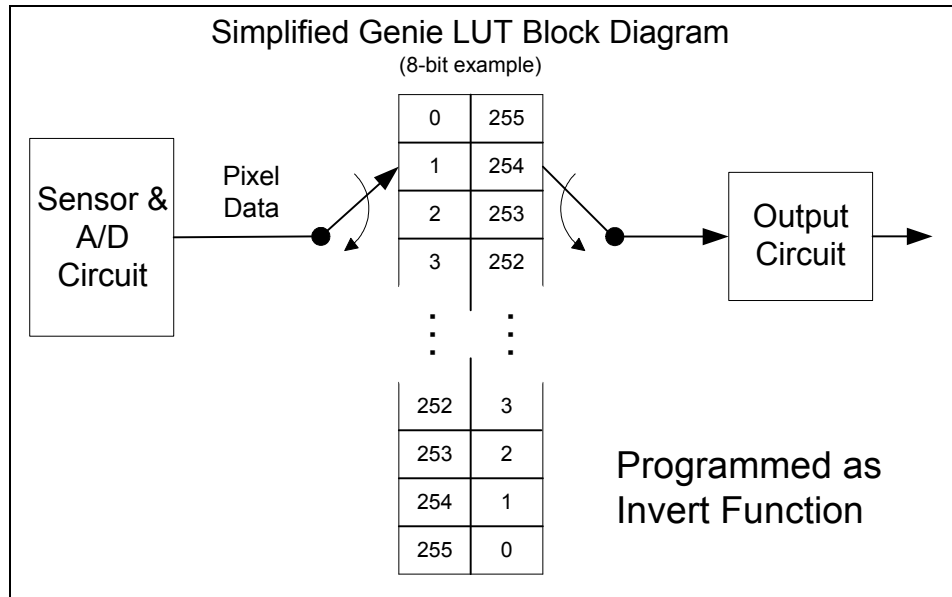 Simplified Genie LUT Block Diagram
(8-bit example)
Sensor &
A/D
Circuit
Pixel
Data
0 255
1 254
2 253
3 252
252 3
253 2
254 1
255 0
Output
Circuit
Programmed as
Invert Function